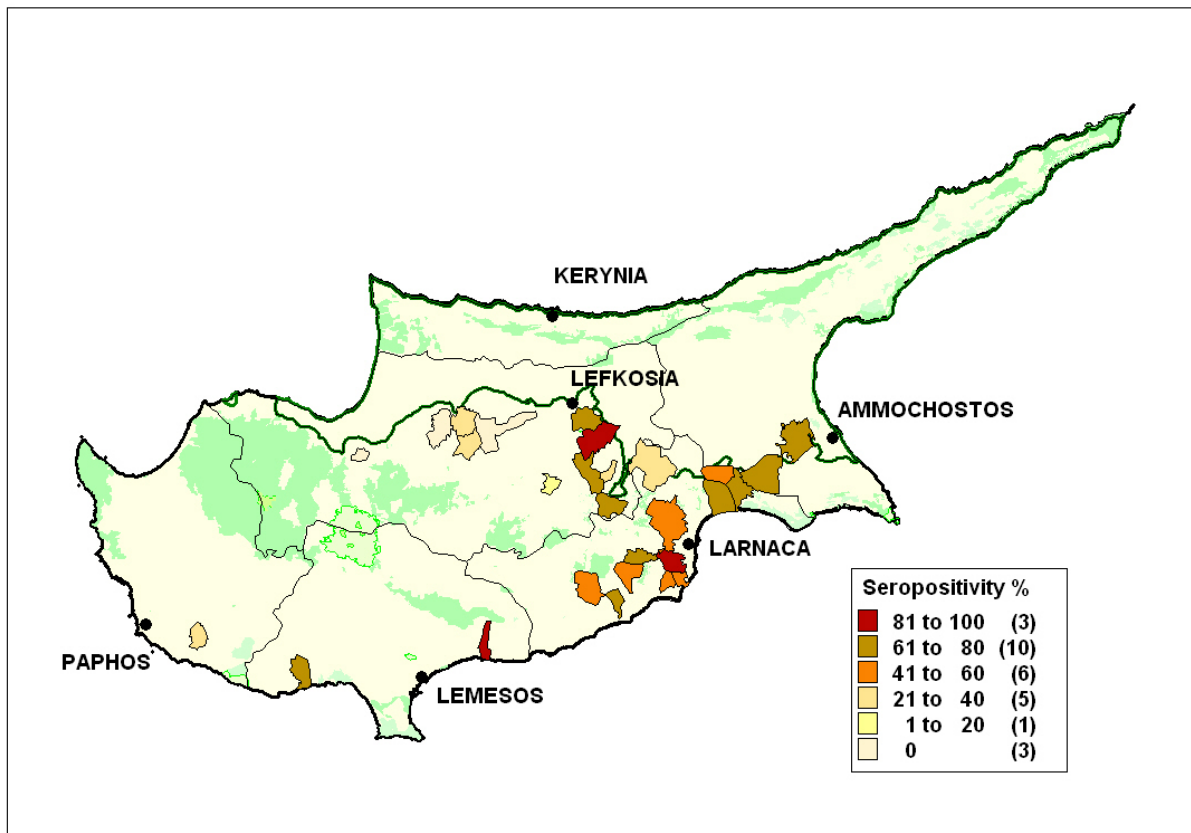 KERYNIA
LEFKOSIA
AMMOCHOSTOS
LARNACA
PAPHOS
LEMESOS
Seropositivity %
81 to 100 (3)
61 to 80 (10)
41 to 60 (6)
21 to 40 (5)
1 to 20 (1)
0 (3)